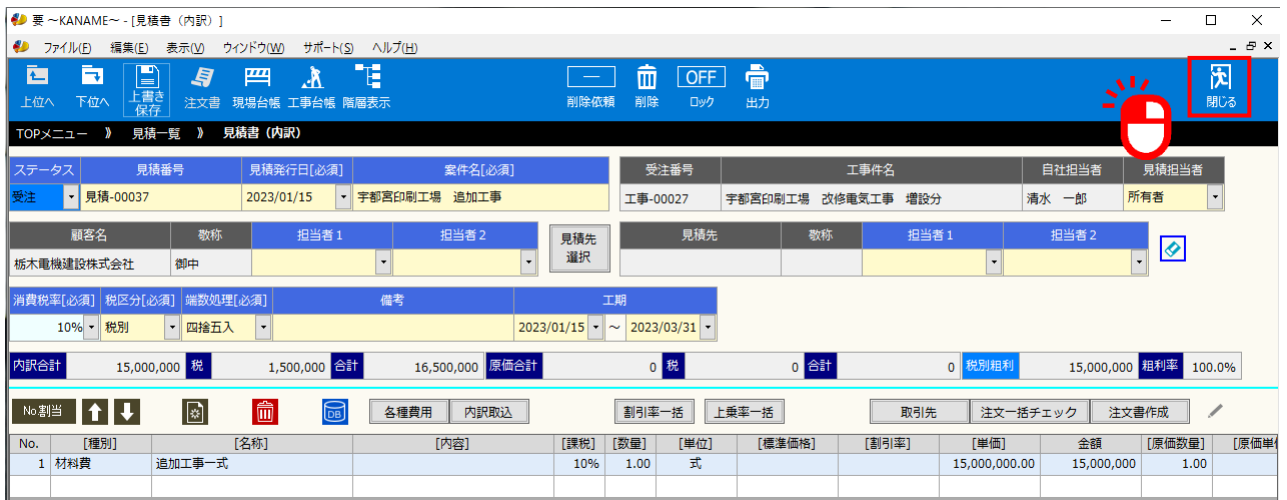 要 ～KANAME～ - [見積書（内訳）]
ファイル(F) 編集(E) 表示(V) ウィンドウ(W) サポート(S) ヘルプ(H)
上位へ 下位へ 上書き保存 注文書 現場台帳 工事台帳 階層表示 削除依頼 削除 OFF ロック 出力 閉じる
TOPメニュー 》 見積一覧 》 見積書（内訳）
ステータス 見積番号 見積発行日[必須] 案件名[必須] 受注番号 工事件名 自社担当者 見積担当者
受注 見積-00037 2023/01/15 宇都宮印刷工場 追加工事 工事-00027 宇都宮印刷工場 改修電気工事 増設分 清水 一郎 所有者
顧客名 敬称 担当者1 担当者2 見積先選択 見積先 敬称 担当者1 担当者2
栃木電機建設株式会社 御中
消費税率[必須] 税区分[必須] 端数処理[必須] 備考 工期
10% 税別 四捨五入 2023/01/15 ～ 2023/03/31
内訳合計 15,000,000 税 1,500,000 合計 16,500,000 原価合計 0 税 0 合計 0 税別粗利 15,000,000 粗利率 100.0%
No.割当 DB 各種費用 内訳取込 割引率一括 上乗率一括 取引先 注文一括チェック 注文書作成
No. [種別] [名称] [内容] [課税] [数量] [単位] [標準価格] [割引率] [単価] 金額 [原価数量] [原価単
1 材料費 追加工事一式 10% 1.00 式 15,000,000.00 15,000,000 1.00